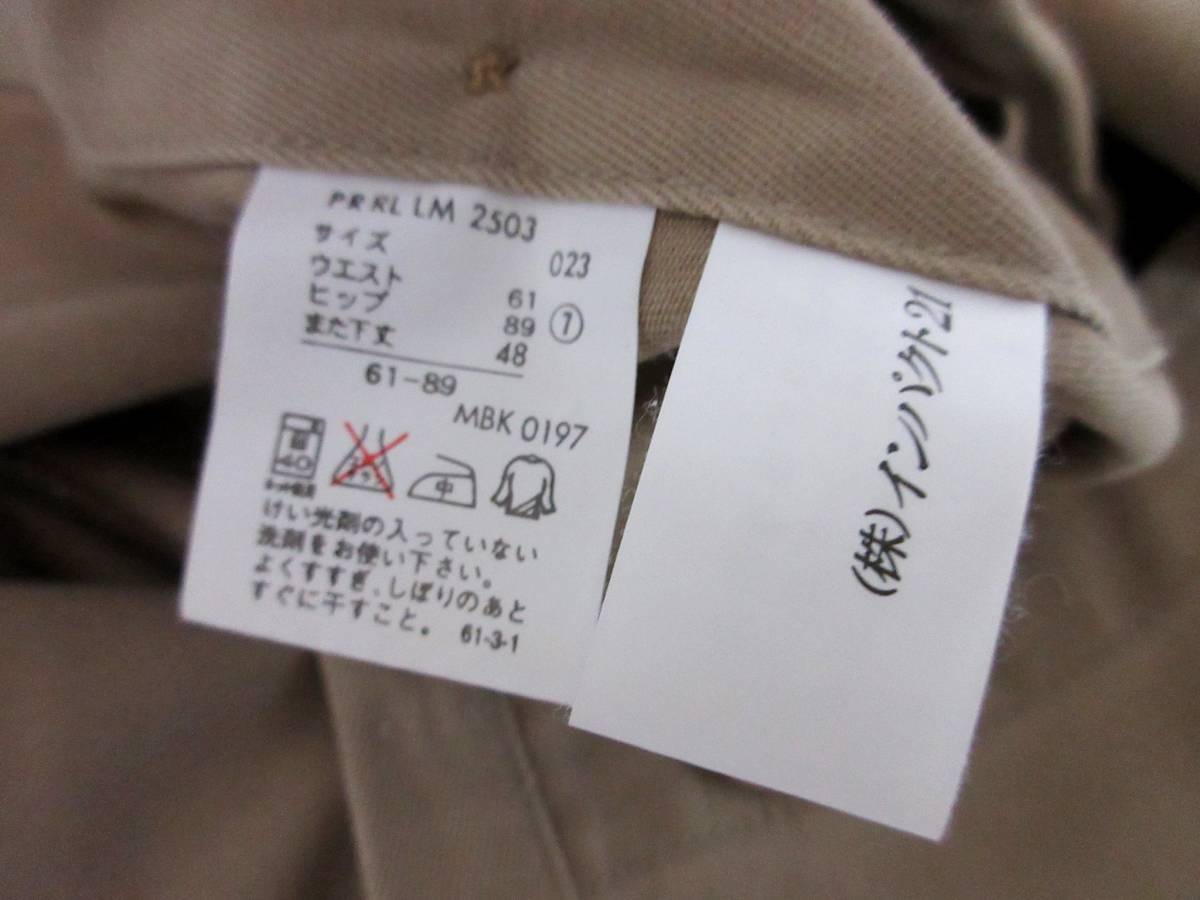 PR RL LM 2503
サイズ 023
ウエスト 61
ヒップ 89 ⑦
また下丈 48
61-89
MBK 0197
40
中
けい光剤の入っていない
洗剤をお使い下さい。
よくすすぎ、しぼりのあと
すぐに干すこと。 61-3-1
(株)インパクト21